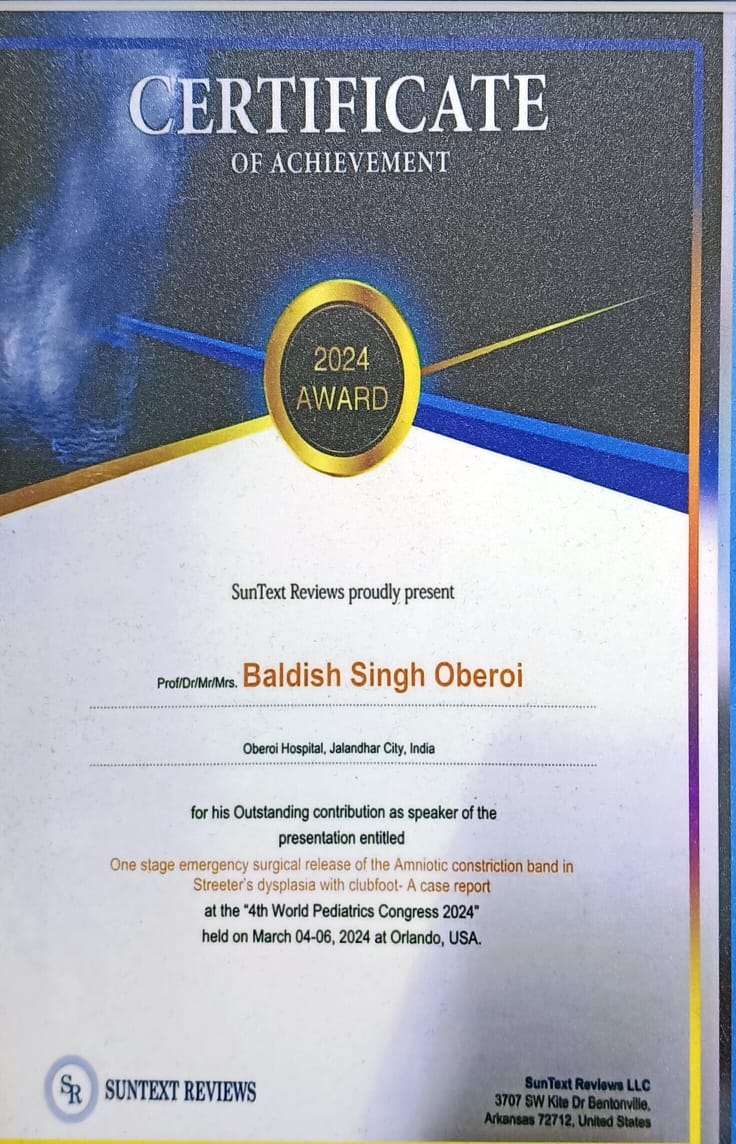 CERTIFICATE
OF ACHIEVEMENT
2024
AWARD
SunText Reviews proudly present
Prof/Dr/Mr/Mrs. Baldish Singh Oberoi
Oberoi Hospital, Jalandhar City, India
for his Outstanding contribution as speaker of the
presentation entitled
One stage emergency surgical release of the Amniotic constriction band in
Streeter's dysplasia with clubfoot- A case report
at the "4th World Pediatrics Congress 2024"
held on March 04-06, 2024 at Orlando, USA.
SR SUNTEXT REVIEWS
SunText Reviews LLC
3707 SW Kite Dr Bentonville,
Arkansas 72712, United States